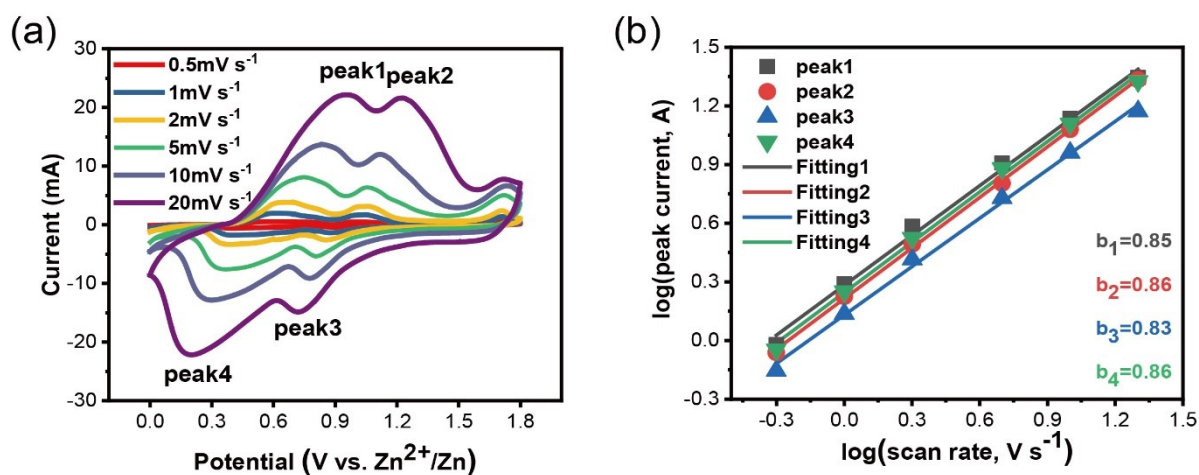 (a)
30
20
10
0
-10
-20
-30
Current (mA)
0.5mV s⁻¹
1mV s⁻¹
2mV s⁻¹
5mV s⁻¹
10mV s⁻¹
20mV s⁻¹
peak1 peak2
peak3
peak4
0.0 0.3 0.6 0.9 1.2 1.5 1.8
Potential (V vs. Zn²⁺/Zn)
(b)
1.5
1.2
0.9
0.6
0.3
0.0
-0.3
log(peak current, A)
peak1
peak2
peak3
peak4
Fitting1
Fitting2
Fitting3
Fitting4
b₁=0.85
b₂=0.86
b₃=0.83
b₄=0.86
-0.3 0.0 0.3 0.6 0.9 1.2 1.5
log(scan rate, V s⁻¹)